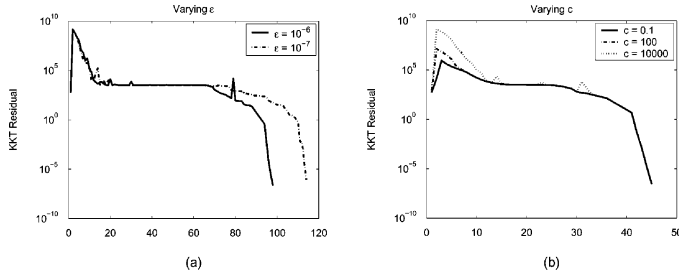 Varying ε
10^10
10^5
10^0
10^-5
10^10
KKT Residual
0 20 40 60 80 100 120
ε = 10^-6
ε = 10^-7
(a)
Varying c
10^10
10^5
10^0
10^-5
10^10
KKT Residual
0 10 20 30 40 50
c = 0.1
c = 100
c = 10000
(b)